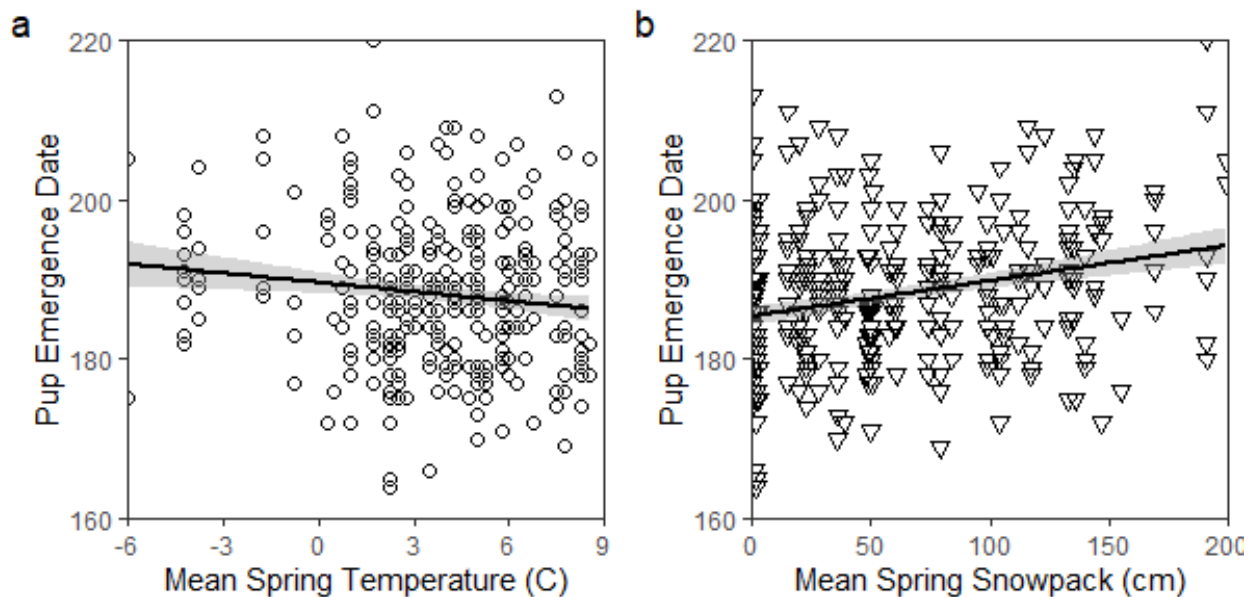 a
220
200
180
160
Pup Emergence Date
-6 -3 0 3 6 9
Mean Spring Temperature (C)
b
220
200
180
160
Pup Emergence Date
0 50 100 150 200
Mean Spring Snowpack (cm)